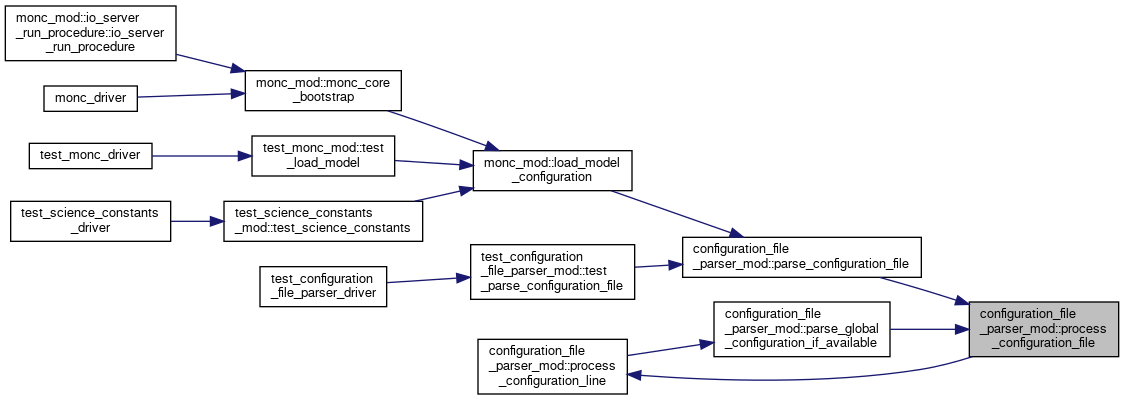 monc_mod::io_server
_run_procedure::io_server
_run_procedure
monc_driver
monc_mod::monc_core
_bootstrap
test_monc_driver
test_monc_mod::test
_load_model
test_science_constants
_driver
test_science_constants
_mod::test_science_constants
monc_mod::load_model
_configuration
test_configuration
_file_parser_driver
test_configuration
_file_parser_mod::test
_parse_configuration_file
configuration_file
_parser_mod::parse_configuration_file
configuration_file
_parser_mod::parse_global
_configuration_if_available
configuration_file
_parser_mod::process
_configuration_line
configuration_file
_parser_mod::process
_configuration_file